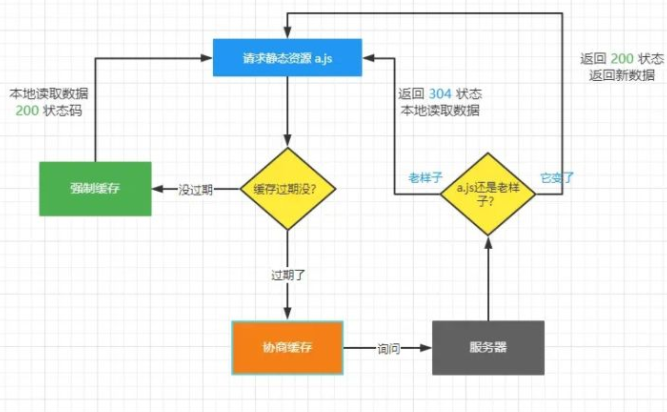 请求静态资源 a.js
返回 200 状态
返回新数据
本地读取数据
200 状态码
返回 304 状态
本地读取数据
强制缓存
没过期
缓存过期没?
老样子
a.js还是老样
子?
它变了
过期了
协商缓存
询问
服务器